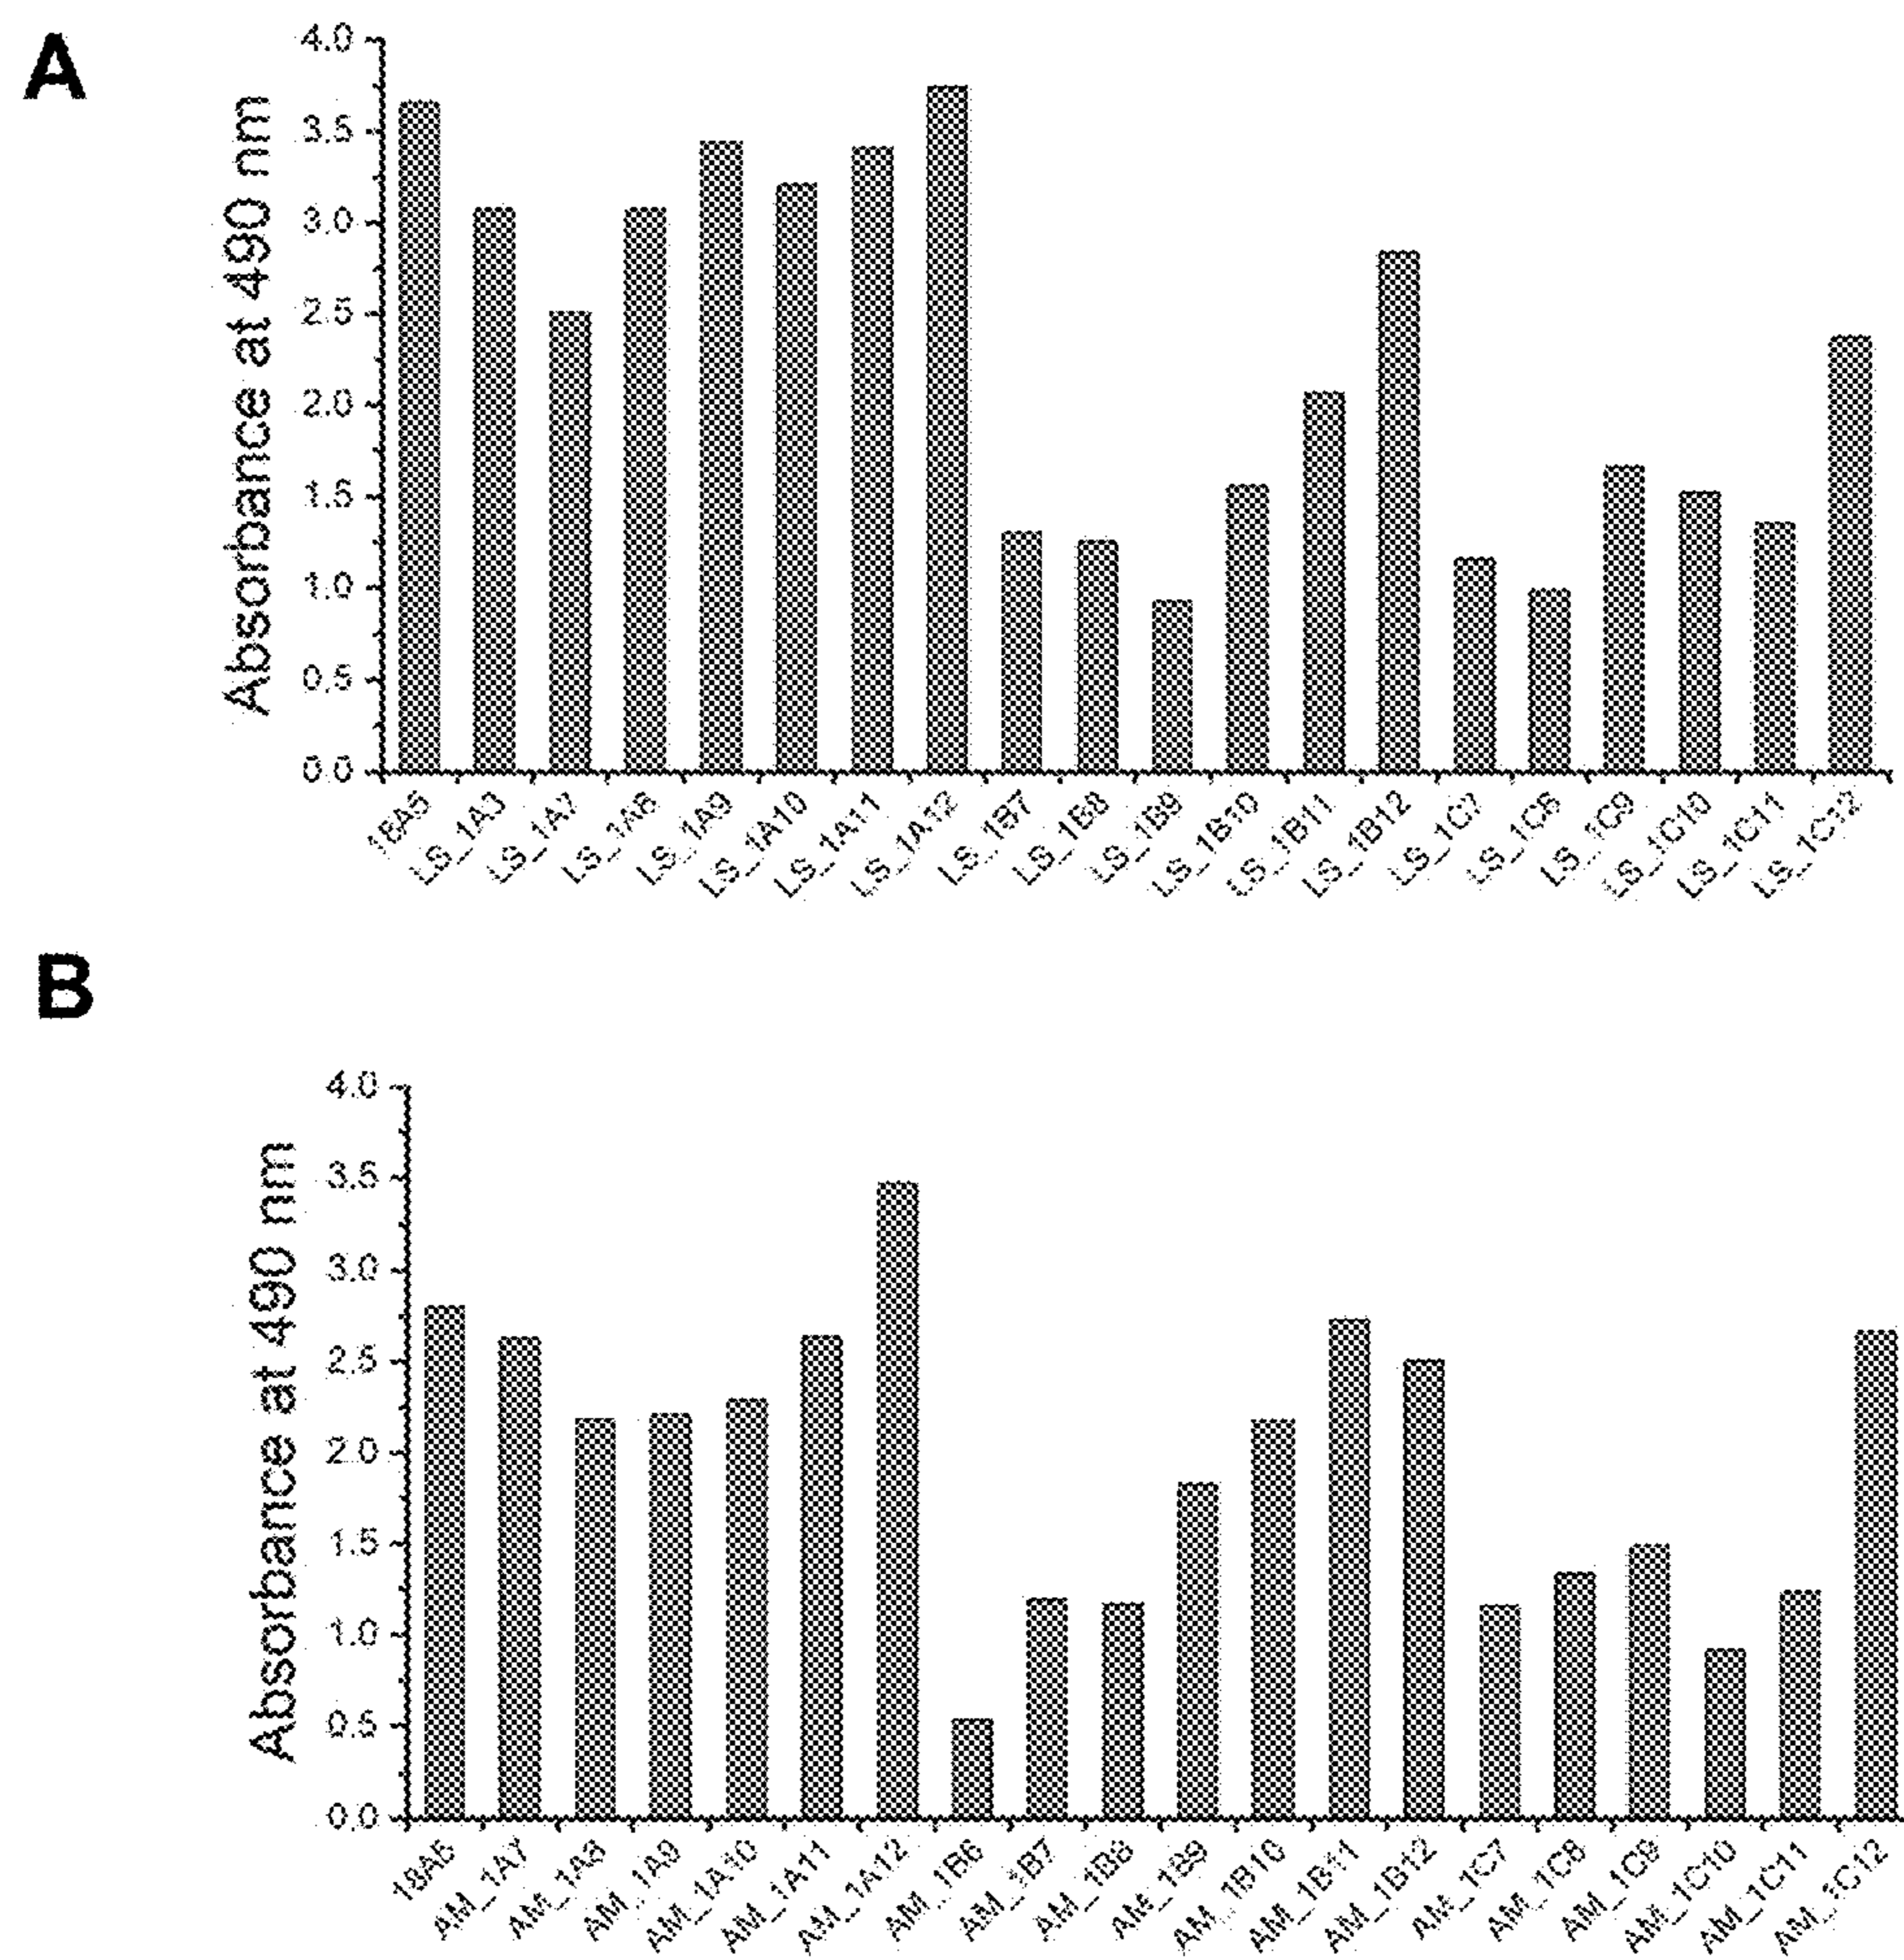 A
Absorbance at 490 nm
4.0
3.5
3.0
2.5
2.0
1.5
1.0
0.5
0.0
LS_1A3
LS_1A7
LS_1A8
LS_1A9
LS_1A10
LS_1A11
LS_1A12
LS_1B7
LS_1B8
LS_1B9
LS_1B10
LS_1B11
LS_1B12
LS_1C7
LS_1C8
LS_1C9
LS_1C10
LS_1C11
LS_1C12
B
Absorbance at 490 nm
4.0
3.5
3.0
2.5
2.0
1.5
1.0
0.5
0.0
AM_1A7
AM_1A8
AM_1A9
AM_1A10
AM_1A11
AM_1A12
AM_1B6
AM_1B7
AM_1B8
AM_1B9
AM_1B10
AM_1B11
AM_1B12
AM_1C7
AM_1C8
AM_1C9
AM_1C10
AM_1C11
AM_1C12